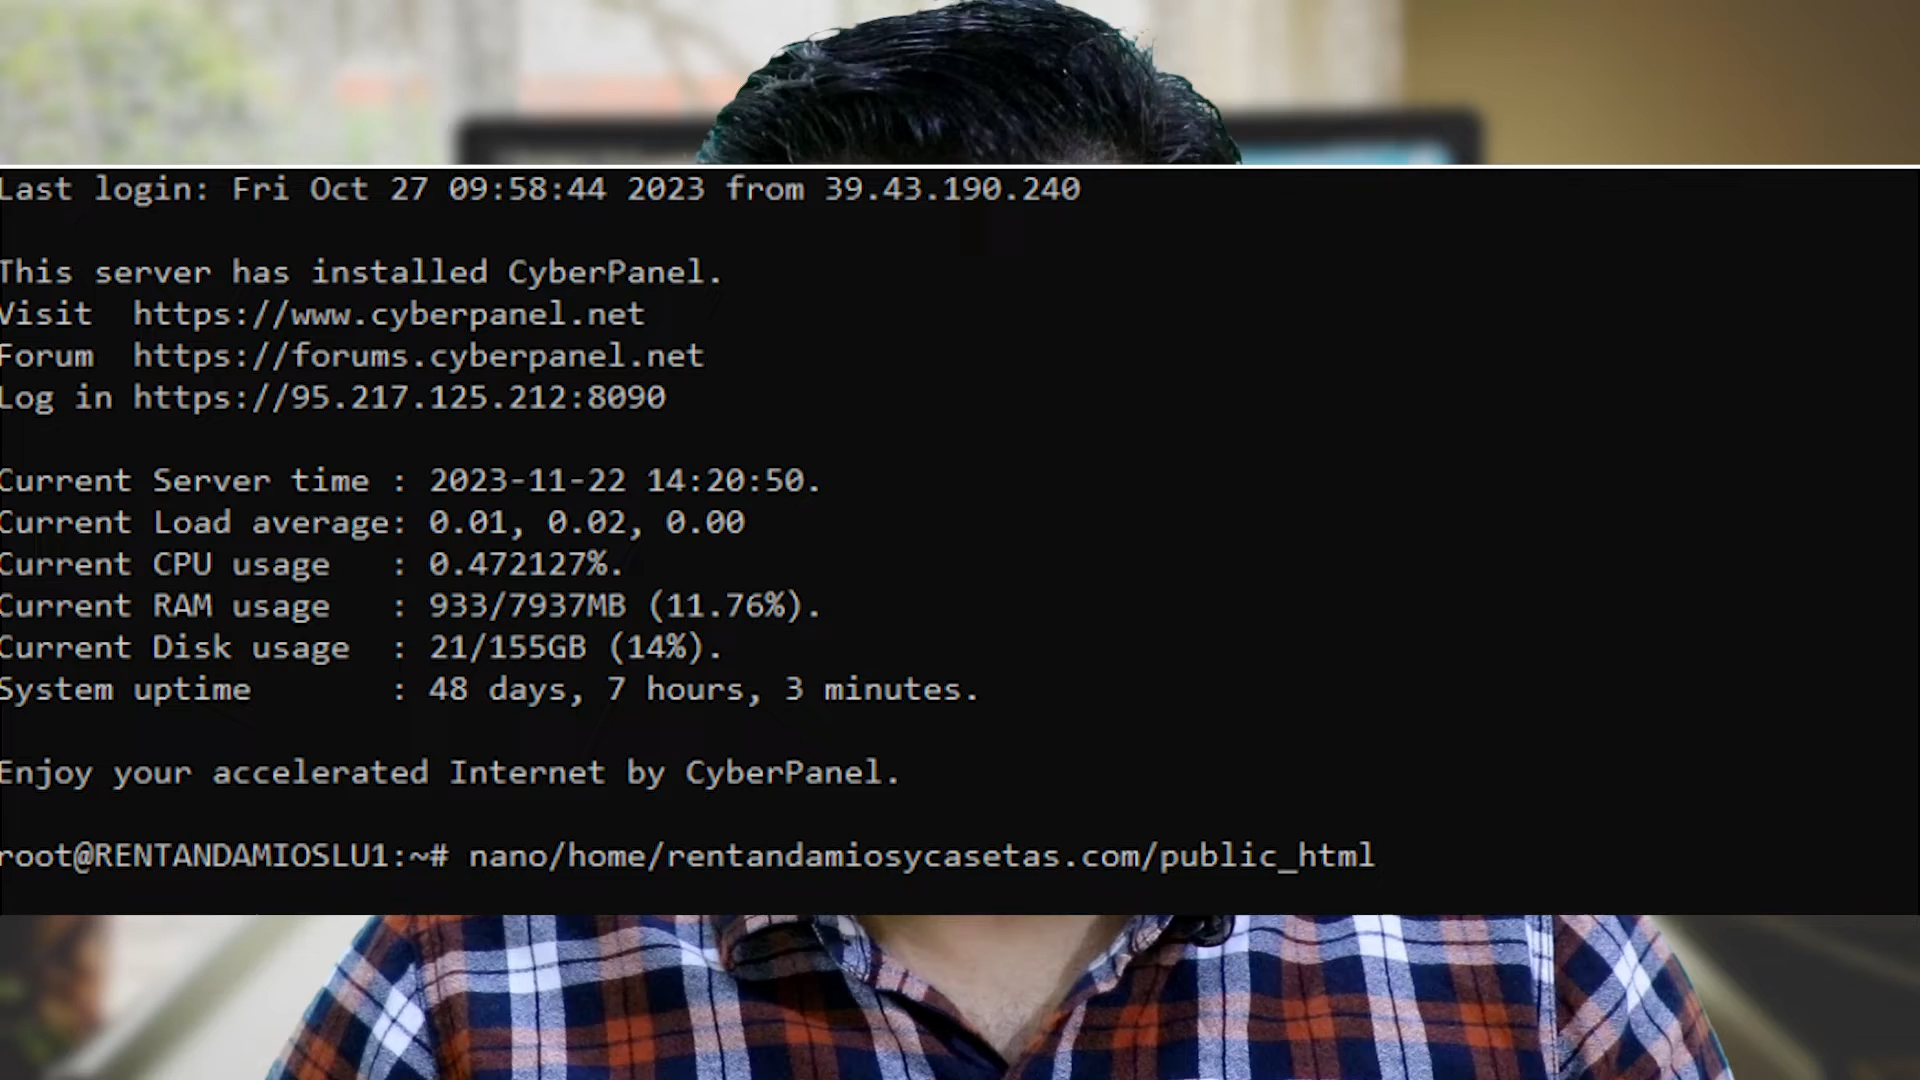 Last login: Fri Oct 27 09:58:44 2023 from 39.43.190.240
This server has installed CyberPanel.
Visit  https://www.cyberpanel.net
Forum  https://forums.cyberpanel.net
Log in https://95.217.125.212:8090
Current Server time : 2023-11-22 14:20:50.
Current Load average: 0.01, 0.02, 0.00
Current CPU usage   : 0.472127%.
Current RAM usage   : 933/7937MB (11.76%).
Current Disk usage  : 21/155GB (14%).
System uptime       : 48 days, 7 hours, 3 minutes.
Enjoy your accelerated Internet by CyberPanel.
root@RENTANDAMIOSLU1:~# nano/home/rentandamiosycasetas.com/public_html